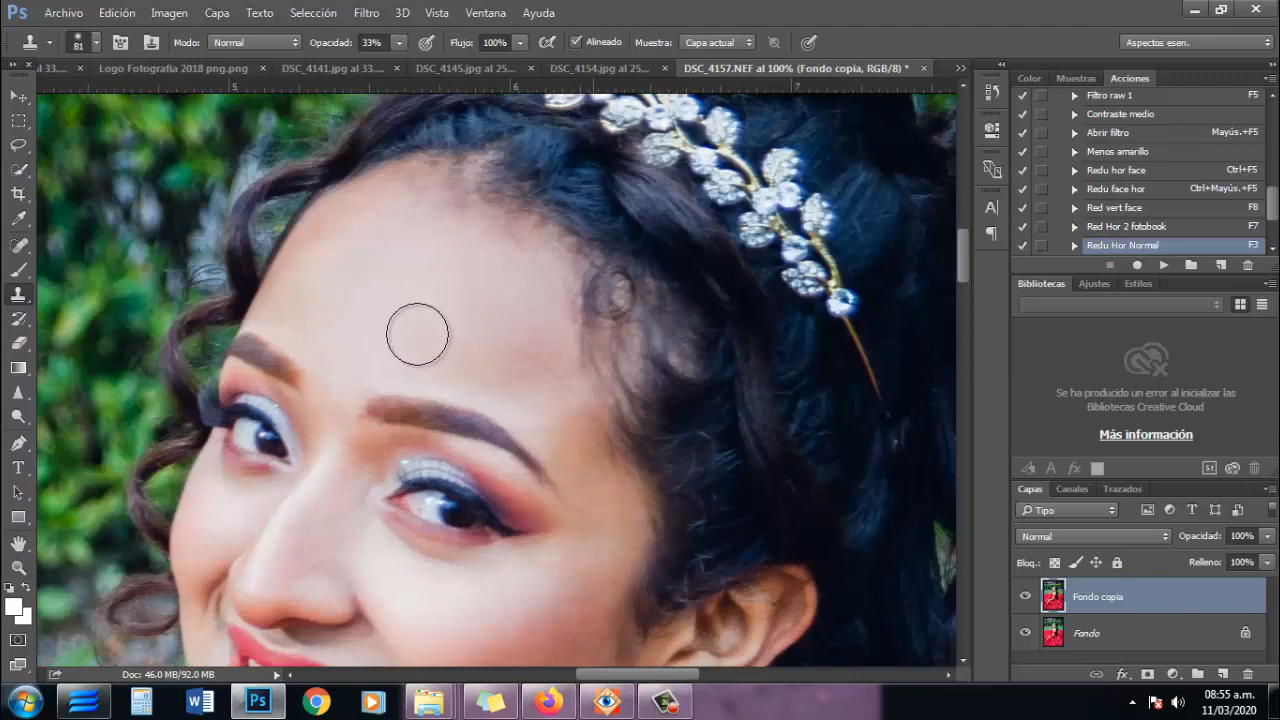 Ps Archivo Edición Imagen Capa Texto Selección Filtro 3D Vista Ventana Ayuda
81 Modo: Normal Opacidad: 33% Flujo: 100% Alineado Muestra: Capa actual Aspectos esen.
al 33.... × Logo Fotografia 2018 png.png × DSC_4141.jpg al 33.... × DSC_4145.jpg al 25... × DSC_4154.jpg al 25... × DSC_4157.NEF al 100% (Fondo copia, RGB/8) * ×
5 6 7
Color Muestras Acciones
Filtro raw 1 F5
Contraste medio
Abrir filtro Mayús.+F5
Menos amarillo
Redu hor face Ctrl+F5
Redu face hor Ctrl+Mayús.+F5
Red vert face F8
Red Hor 2 fotobook F7
Redu Hor Normal F3
Bibliotecas Ajustes Estilos
Se ha producido un error al inicializar las
Bibliotecas Creative Cloud
Más información
Capas Canales Trazados
Tipo
Normal Opacidad: 100%
Bloq.: Relleno: 100%
Fondo copia
Fondo
Doc: 46.0 MB/92.0 MB
08:55 a.m.
11/03/2020